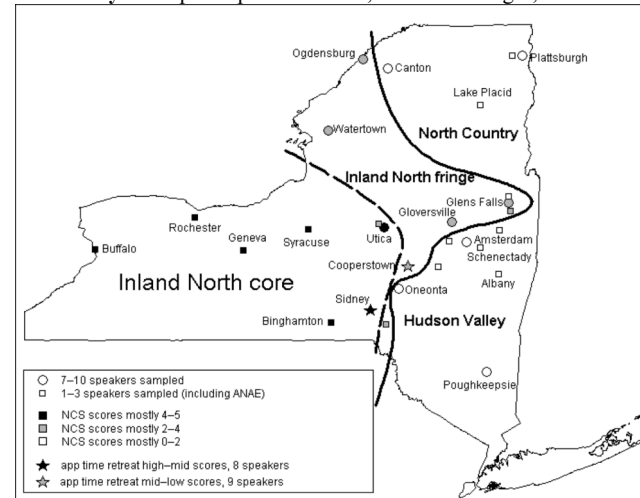 Ogdensburg
Canton
Plattsburgh
Lake Placid
Watertown
North Country
Inland North fringe
Glens Falls
Gloversville
Rochester
Geneva
Syracuse
Utica
Amsterdam
Schenectady
Buffalo
Cooperstown
Albany
Inland North core
Sidney
Oneonta
Binghamton
Hudson Valley
Poughkeepsie
7–10 speakers sampled
1–3 speakers sampled (including ANAE)
NCS scores mostly 4–5
NCS scores mostly 2–4
NCS scores mostly 0–2
app time retreat high–mid scores, 8 speakers
app time retreat mid–low scores, 9 speakers